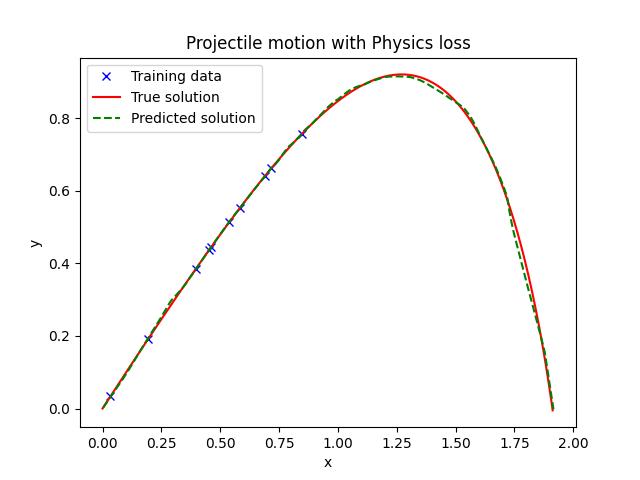 Projectile motion with Physics loss
Training data
True solution
Predicted solution
y
0.8
0.6
0.4
0.2
0.0
0.00 0.25 0.50 0.75 1.00 1.25 1.50 1.75 2.00
x